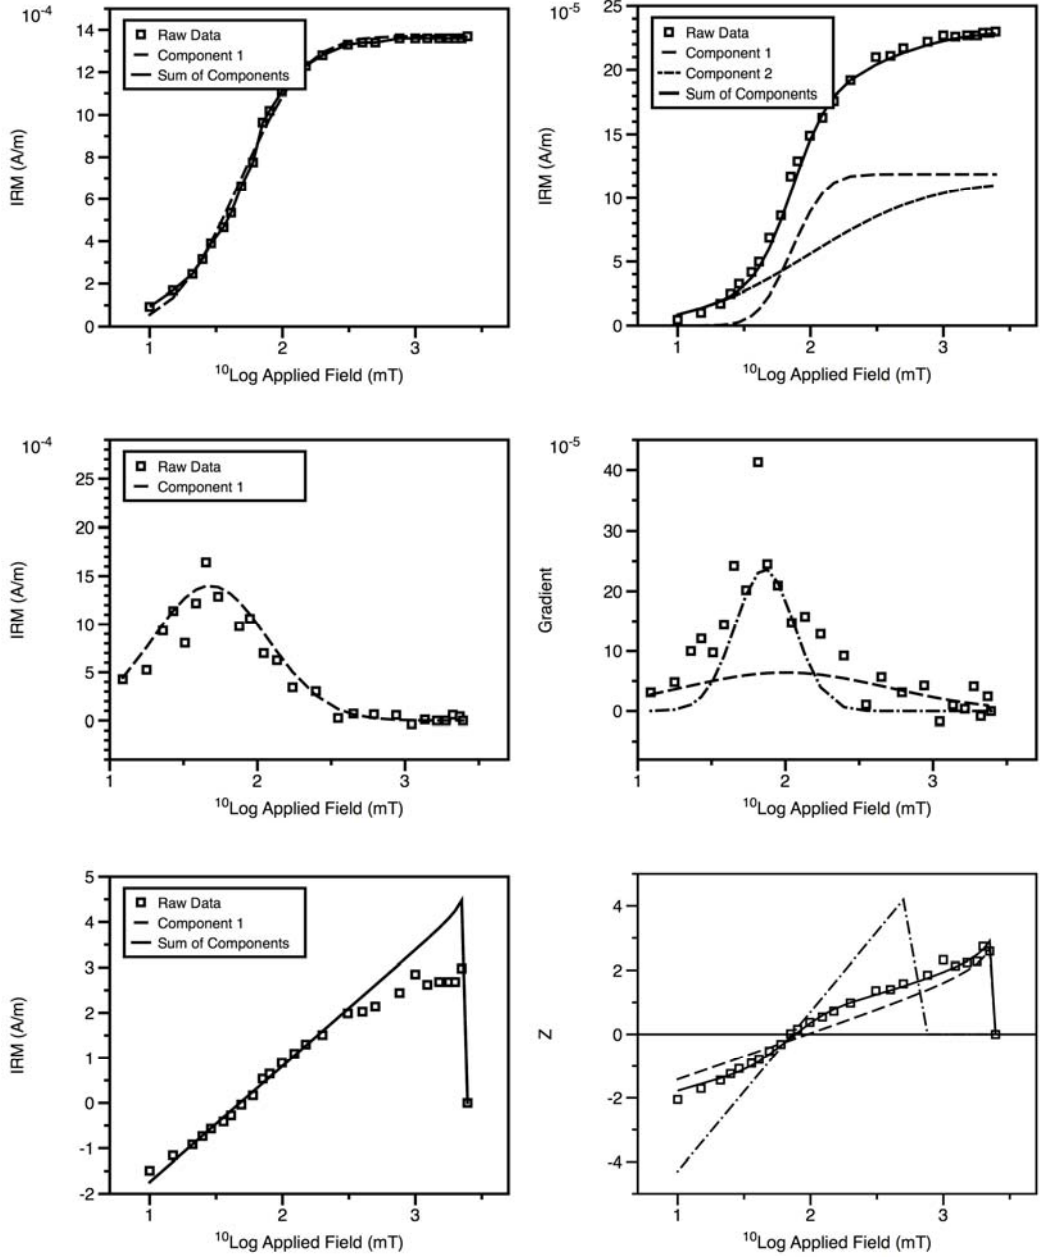 10⁻⁴
14
12
10
8
6
4
2
0
IRM (A/m)
Raw Data
Component 1
Sum of Components
1
2
3
¹⁰Log Applied Field (mT)
10⁻⁵
25
20
15
10
5
0
IRM (A/m)
Raw Data
Component 1
Component 2
Sum of Components
1
2
3
¹⁰Log Applied Field (mT)
10⁻⁴
25
20
15
10
5
0
IRM (A/m)
Raw Data
Component 1
1
2
3
¹⁰Log Applied Field (mT)
10⁻⁵
40
30
20
10
0
Gradient
1
2
3
¹⁰Log Applied Field (mT)
5
4
3
2
1
0
-1
-2
IRM (A/m)
Raw Data
Component 1
Sum of Components
1
2
3
¹⁰Log Applied Field (mT)
4
2
0
-2
-4
Z
1
2
3
¹⁰Log Applied Field (mT)